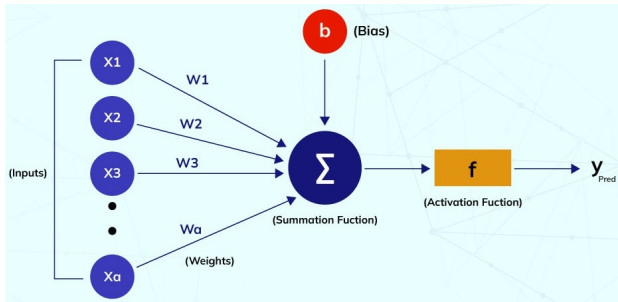 b (Bias)
X1
W1
X2
W2
X3
W3
(Inputs)
Σ
f
y Pred
(Activation Fuction)
(Summation Fuction)
Wa
(Weights)
Xa